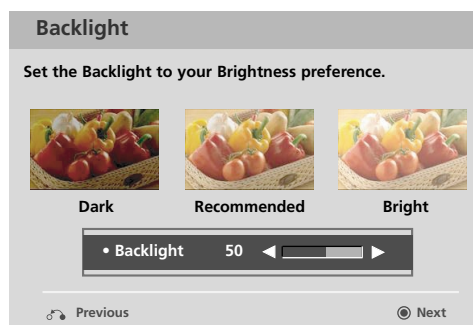 Backlight
Set the Backlight to your Brightness preference.
Dark Recommended Bright
• Backlight 50
Previous Next